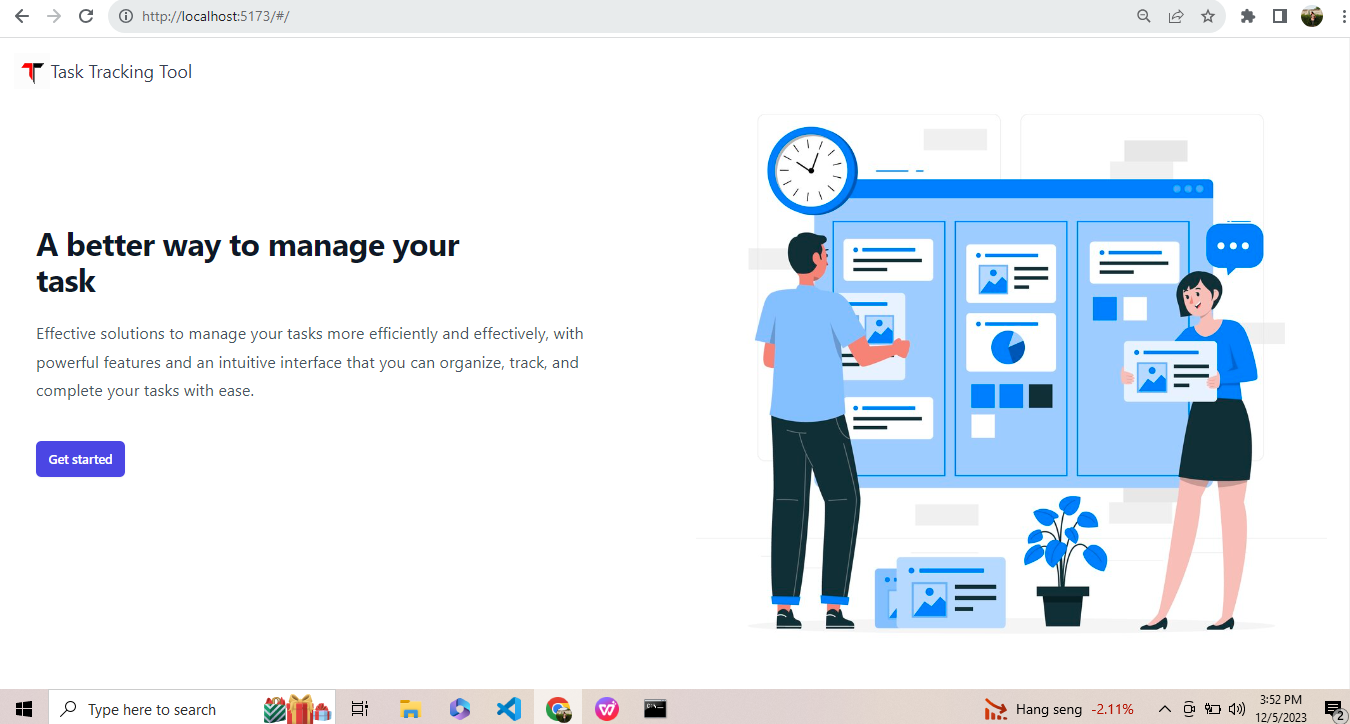 http://localhost:5173/#/
Task Tracking Tool
A better way to manage your
task
Effective solutions to manage your tasks more efficiently and effectively, with
powerful features and an intuitive interface that you can organize, track, and
complete your tasks with ease.
Get started
Type here to search
Hang seng -2.11%
3:52 PM
12/5/2023
2